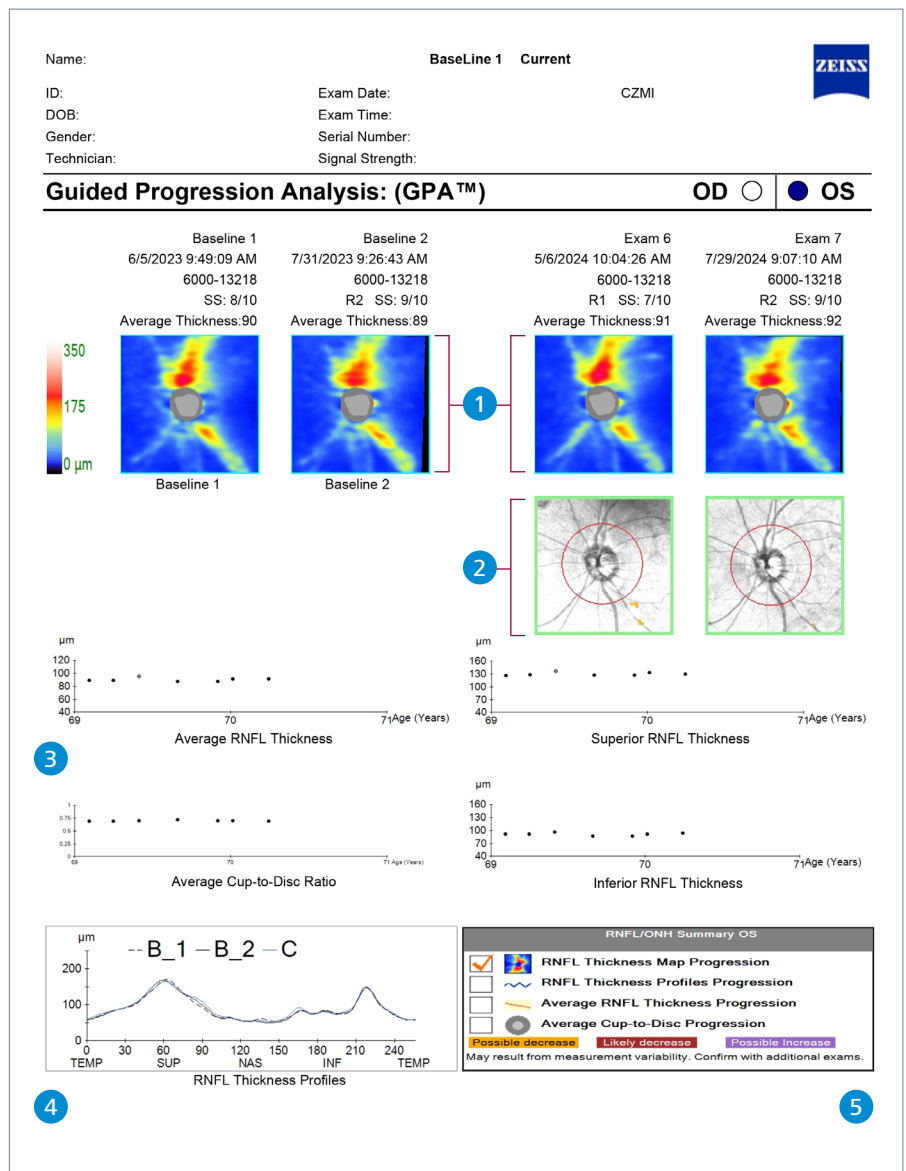 Name:
BaseLine 1 Current
ZEISS
ID:
Exam Date:
CZMI
DOB:
Exam Time:
Gender:
Serial Number:
Technician:
Signal Strength:
Guided Progression Analysis: (GPA™)
OD OS
Baseline 1
6/5/2023 9:49:09 AM
6000-13218
SS: 8/10
Average Thickness:90
Baseline 2
7/31/2023 9:26:43 AM
6000-13218
R2 SS: 9/10
Average Thickness:89
Exam 6
5/6/2024 10:04:26 AM
6000-13218
R1 SS: 7/10
Average Thickness:91
Exam 7
7/29/2024 9:07:10 AM
6000-13218
R2 SS: 9/10
Average Thickness:92
350
175
0 µm
1
Baseline 1
Baseline 2
2
µm
120
100
80
60
40
69 70 71 Age (Years)
Average RNFL Thickness
µm
160
130
100
70
40
69 70 71 Age (Years)
Superior RNFL Thickness
3
1
0.75
0.5
0.25
0
69 70 71 Age (Years)
Average Cup-to-Disc Ratio
µm
160
130
100
70
40
69 70 71 Age (Years)
Inferior RNFL Thickness
µm
-- B_1 — B_2 — C
200
100
0
0 30 60 90 120 150 180 210 240
TEMP SUP NAS INF TEMP
RNFL Thickness Profiles
RNFL/ONH Summary OS
RNFL Thickness Map Progression
RNFL Thickness Profiles Progression
Average RNFL Thickness Progression
Average Cup-to-Disc Progression
Possible decrease Likely decrease Possible Increase
May result from measurement variability. Confirm with additional exams.
4
5